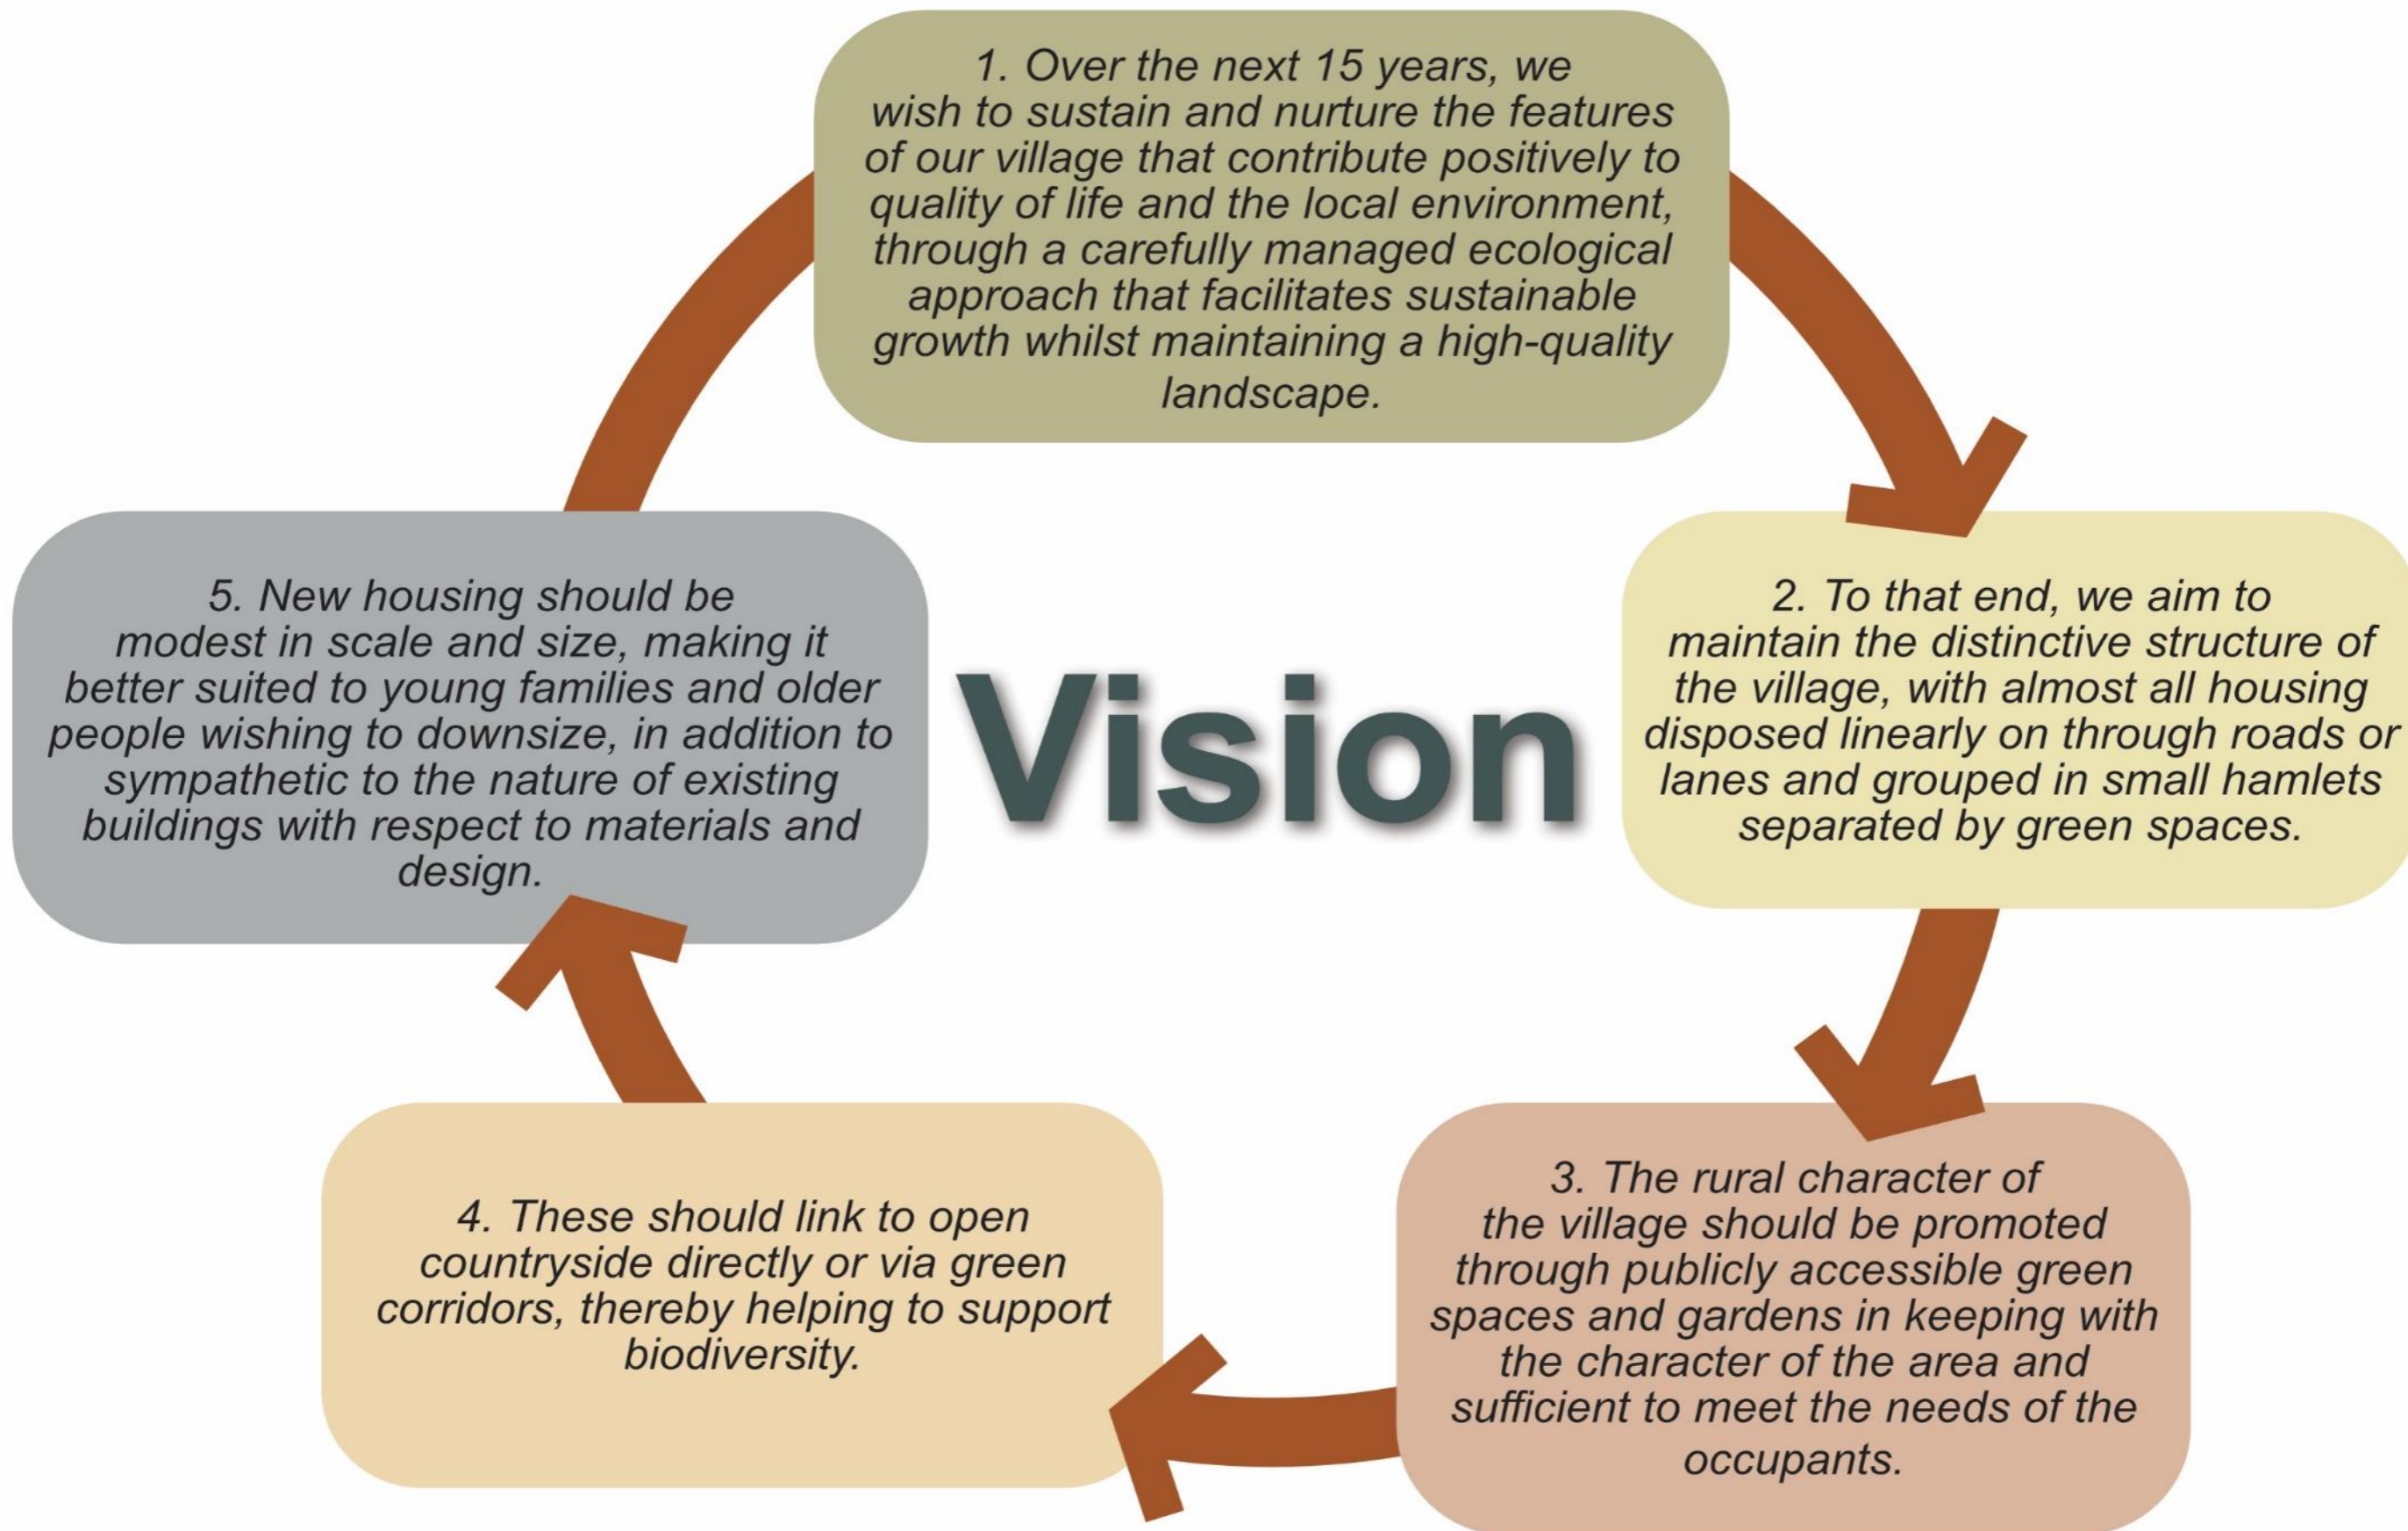 1. Over the next 15 years, we
wish to sustain and nurture the features
of our village that contribute positively to
quality of life and the local environment,
through a carefully managed ecological
approach that facilitates sustainable
growth whilst maintaining a high-quality
landscape.
2. To that end, we aim to
maintain the distinctive structure of
the village, with almost all housing
disposed linearly on through roads or
lanes and grouped in small hamlets
separated by green spaces.
3. The rural character of
the village should be promoted
through publicly accessible green
spaces and gardens in keeping with
the character of the area and
sufficient to meet the needs of the
occupants.
4. These should link to open
countryside directly or via green
corridors, thereby helping to support
biodiversity.
5. New housing should be
modest in scale and size, making it
better suited to young families and older
people wishing to downsize, in addition to
sympathetic to the nature of existing
buildings with respect to materials and
design.
Vision